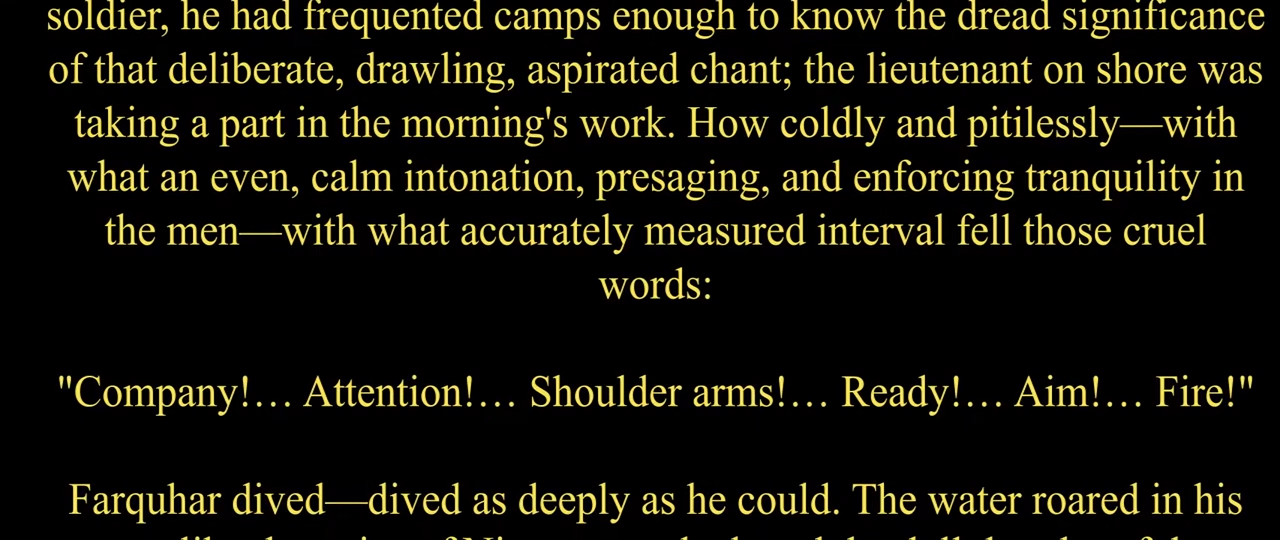 soldier, he had frequented camps enough to know the dread significance
of that deliberate, drawling, aspirated chant; the lieutenant on shore was
taking a part in the morning's work. How coldly and pitilessly—with
what an even, calm intonation, presaging, and enforcing tranquility in
the men—with what accurately measured interval fell those cruel
words:
"Company!… Attention!… Shoulder arms!… Ready!… Aim!… Fire!"
Farquhar dived—dived as deeply as he could. The water roared in his